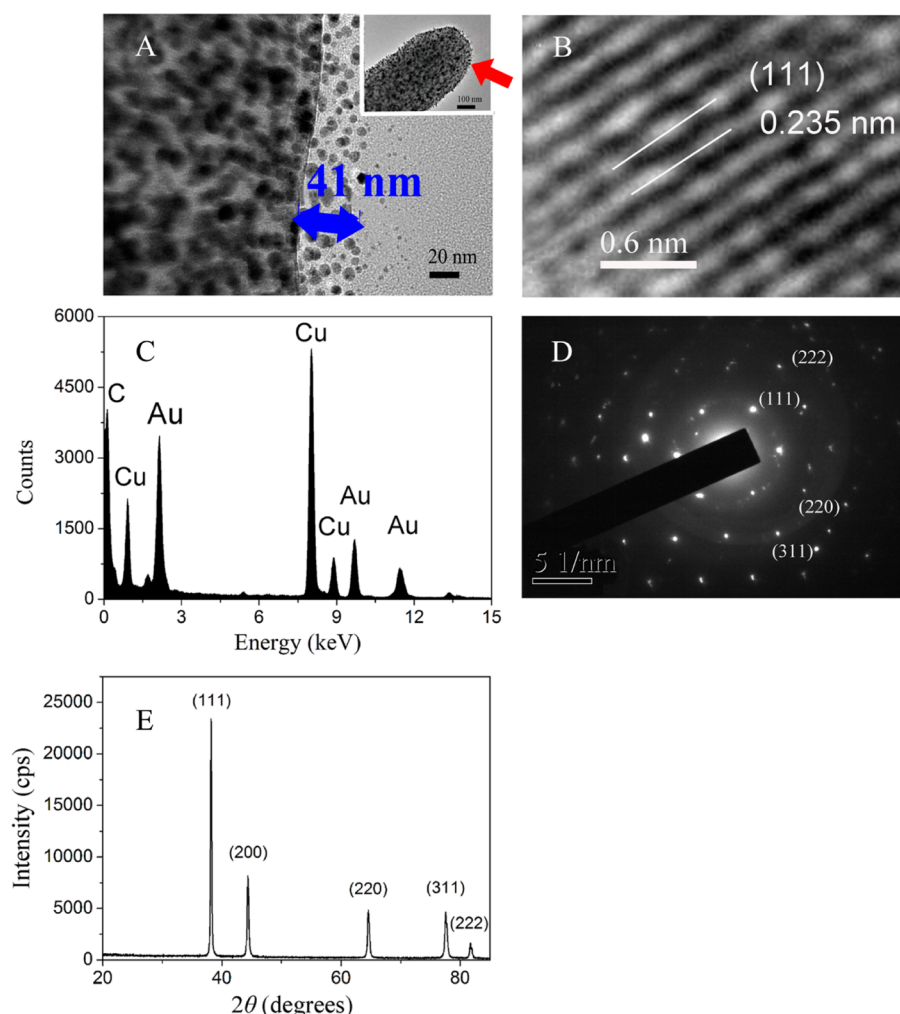 A
100 nm
41 nm
20 nm
B
(111)
0.235 nm
0.6 nm
C
6000
4500
3000
1500
0
Counts
C
Cu
Au
Cu
Cu
Au
Au
0 3 6 9 12 15
Energy (keV)
D
(222)
(111)
(220)
(311)
5 1/nm
E
25000
20000
15000
10000
5000
0
Intensity (cps)
(111)
(200)
(220)
(311)
(222)
20 40 60 80
2θ (degrees)